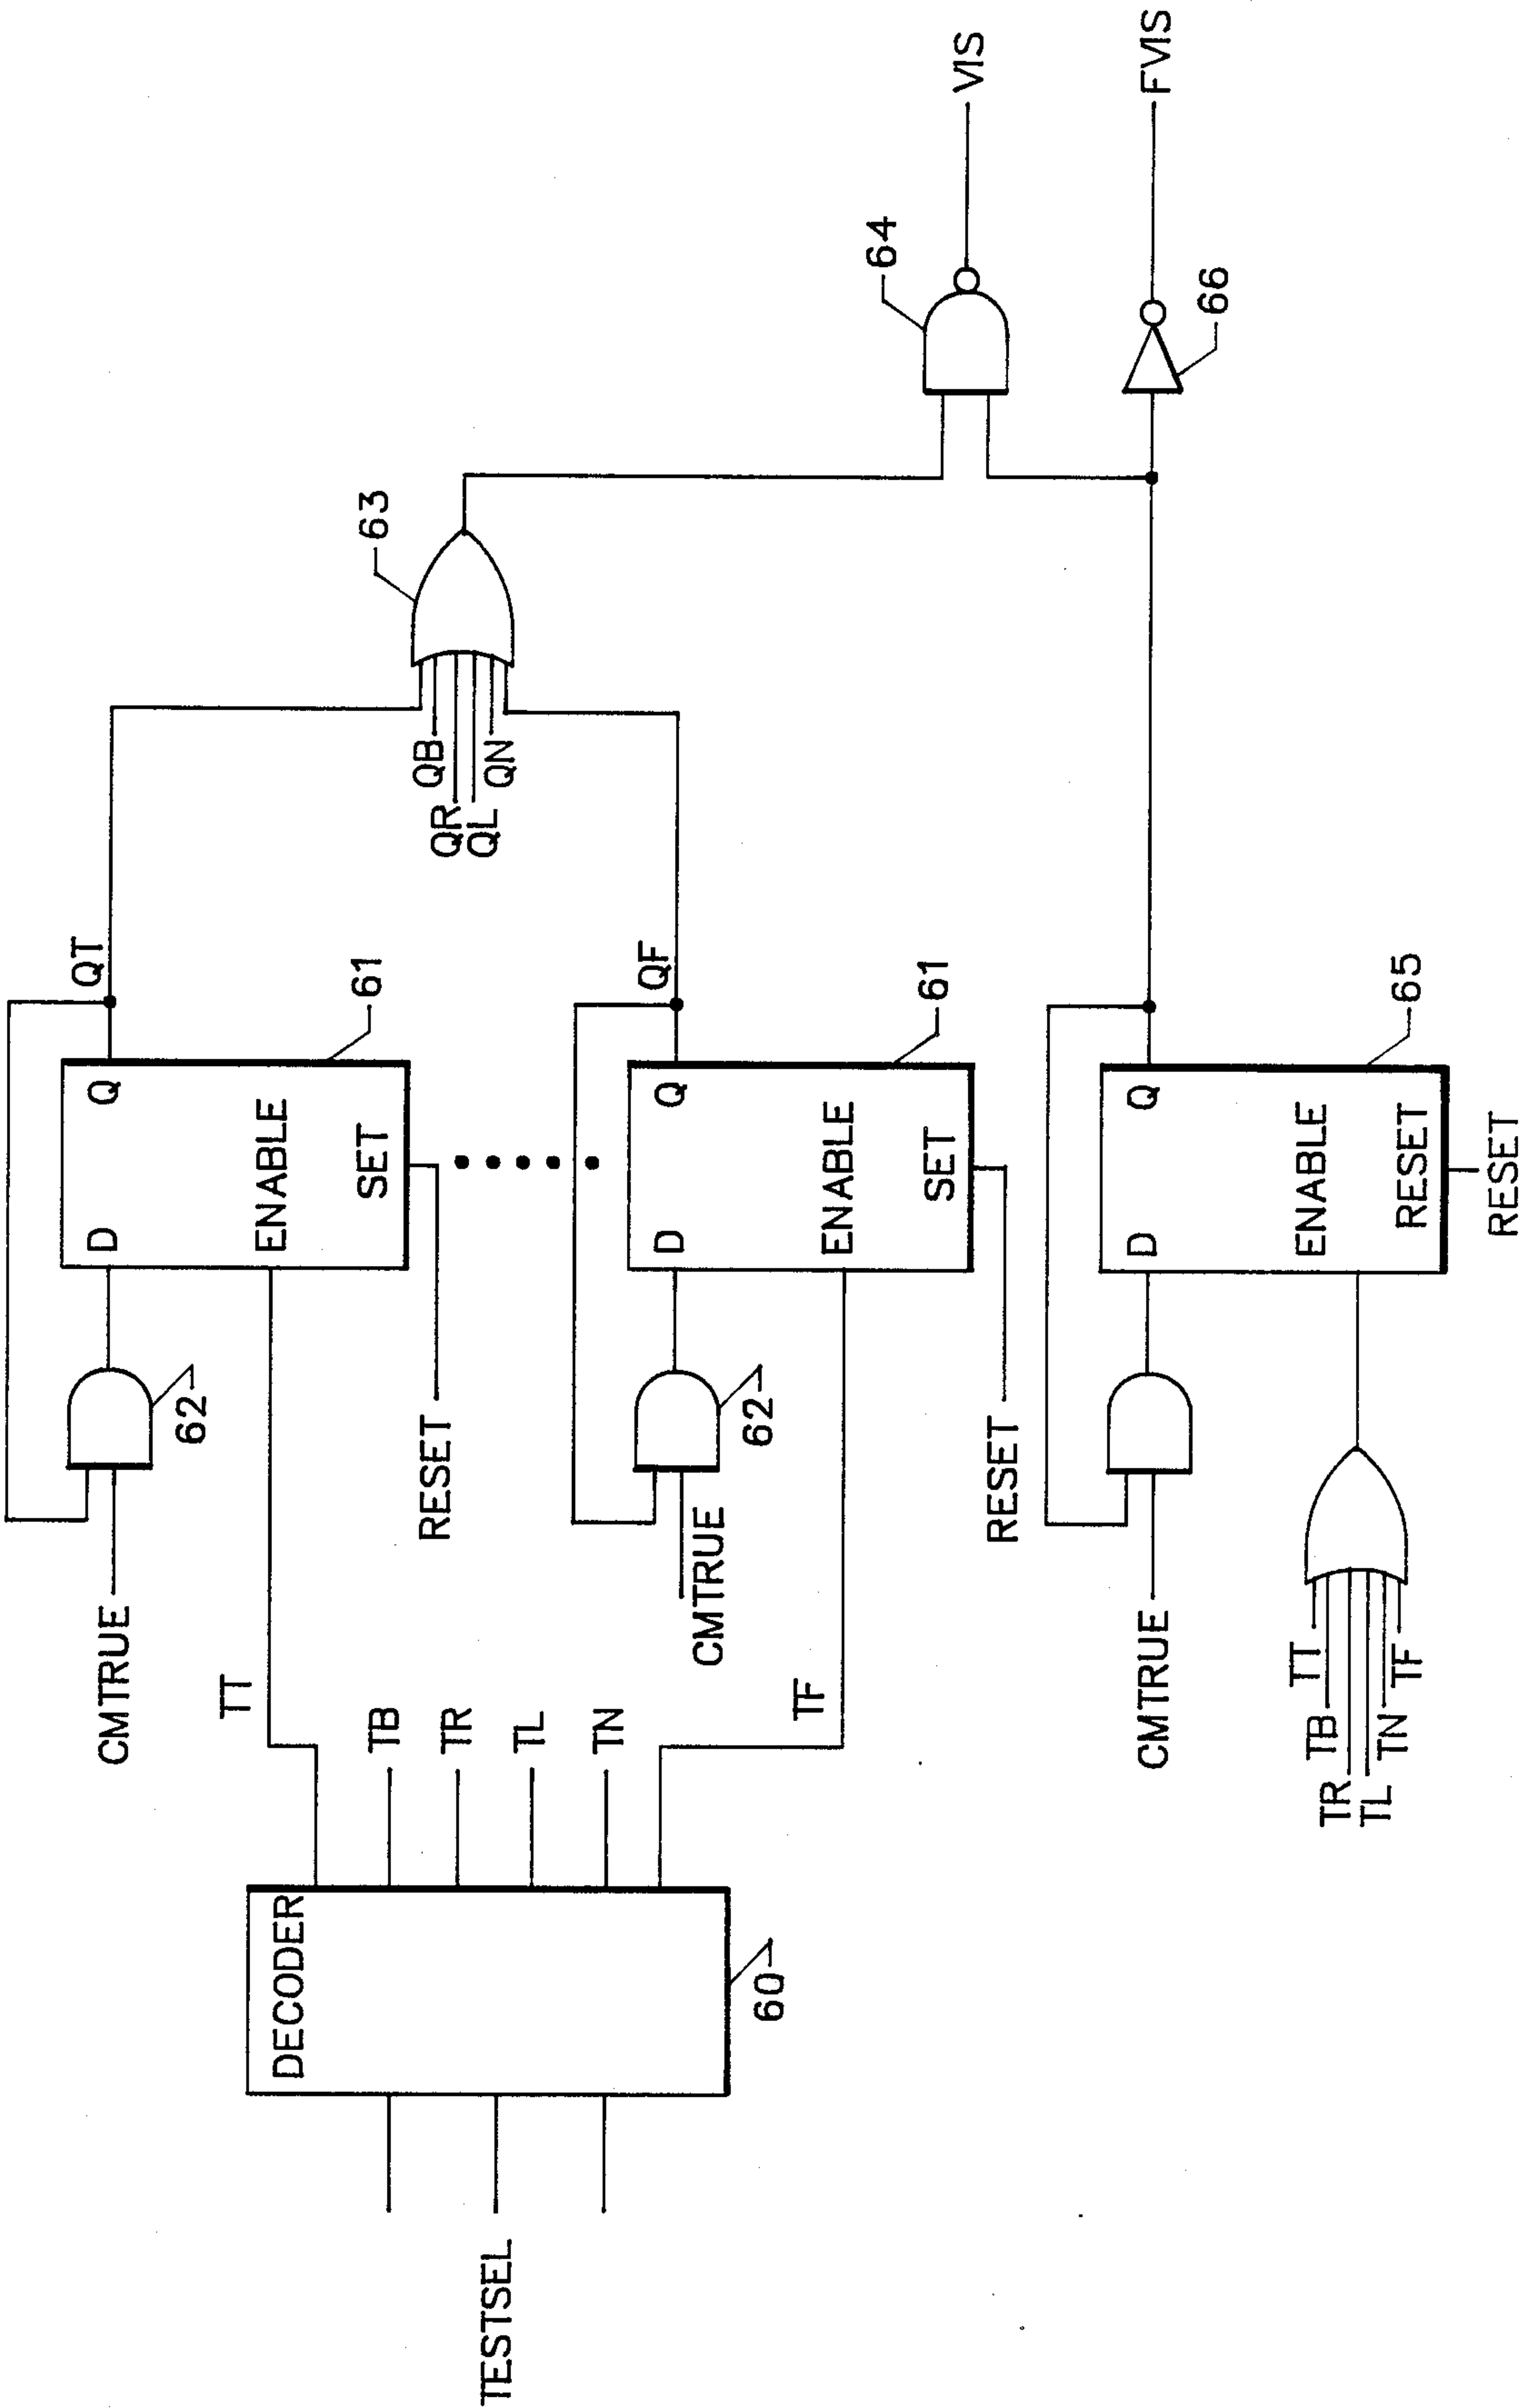 TESTSEL
DECODER
60
TT
TB
TR
TL
TN
TF
CMTRUE
62
D
Q
ENABLE
SET
61
RESET
QT
CMTRUE
62
D
Q
ENABLE
SET
61
RESET
QF
QB
QR
QL
QN
63
64
VIS
CMTRUE
TT
TB
TR
TL
TN
TF
D
Q
ENABLE
RESET
65
RESET
66
FVIS